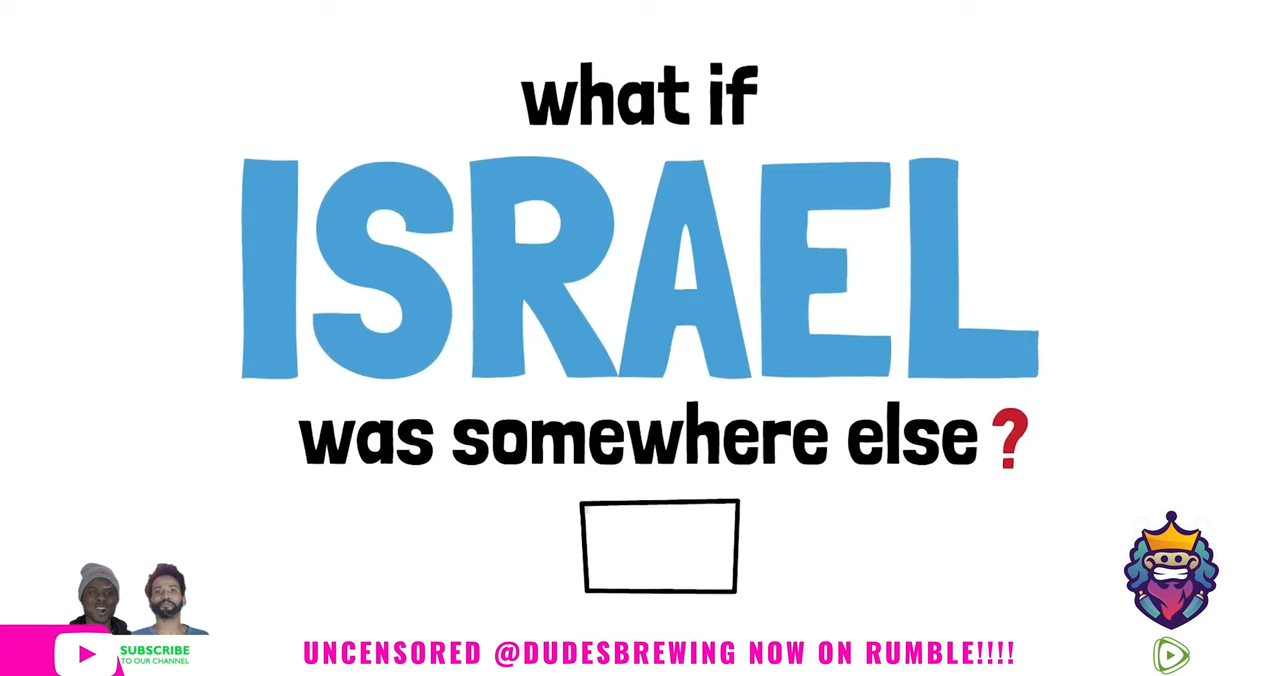 what if
ISRAEL
was somewhere else?
SUBSCRIBE
TO OUR CHANNEL
UNCENSORED @DUDESBREWING NOW ON RUMBLE!!!!